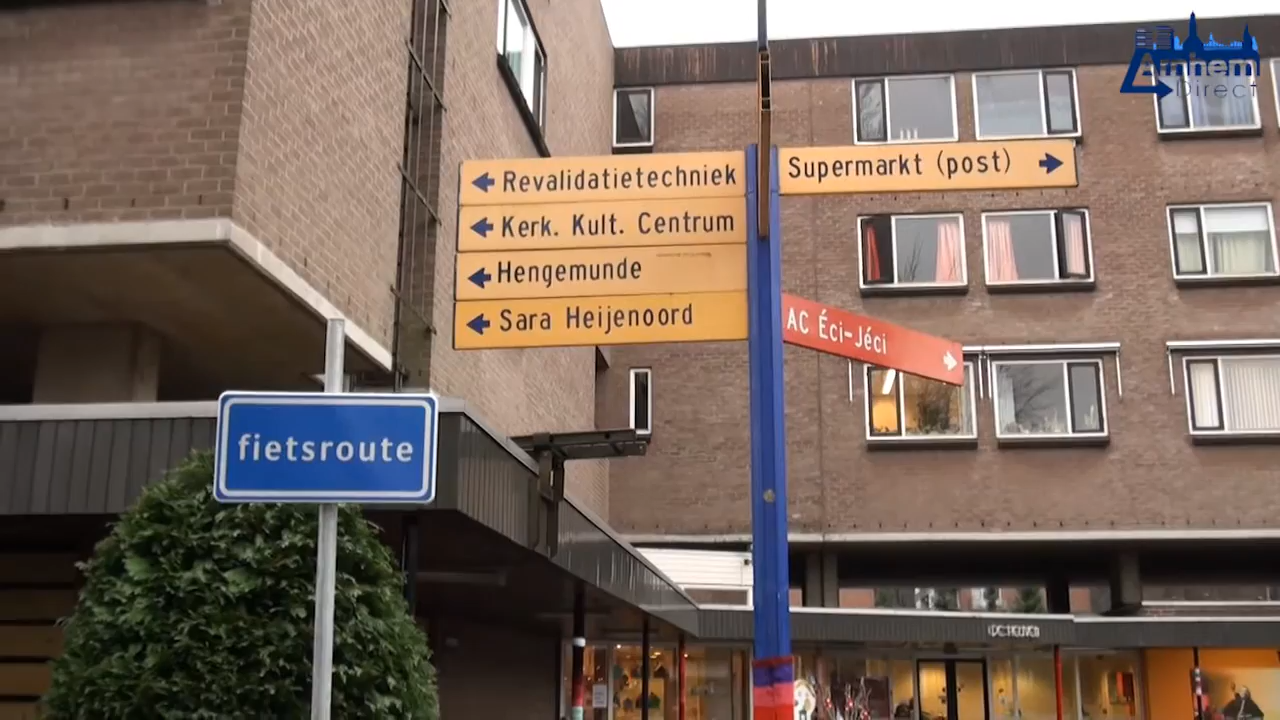 Arnhem
Direct
Revalidatietechniek
Supermarkt (post)
Kerk. Kult. Centrum
Hengemunde
Sara Heijenoord
AC Éci-Jéci
fietsroute